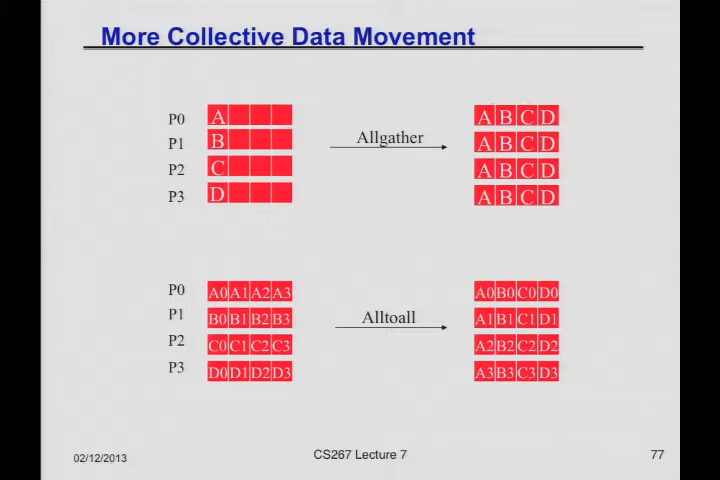 More Collective Data Movement
P0 A A B C D
P1 B Allgather A B C D
P2 C A B C D
P3 D A B C D
P0 A0 A1 A2 A3 A0 B0 C0 D0
P1 B0 B1 B2 B3 Alltoall A1 B1 C1 D1
P2 C0 C1 C2 C3 A2 B2 C2 D2
P3 D0 D1 D2 D3 A3 B3 C3 D3
02/12/2013 CS267 Lecture 7 77